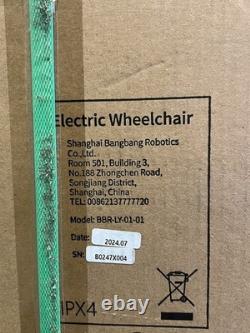 Electric Wheelchair
Shanghai Bangbang Robotics
Co.,Ltd.
Room 501, Building 3,
No.188 Zhongchen Road,
Songjiang District,
Shanghai, China
TEL: 00862137777720
Model: BBR-LY-01-01
Date: 2024.07
SN: B0247X004
IPX4